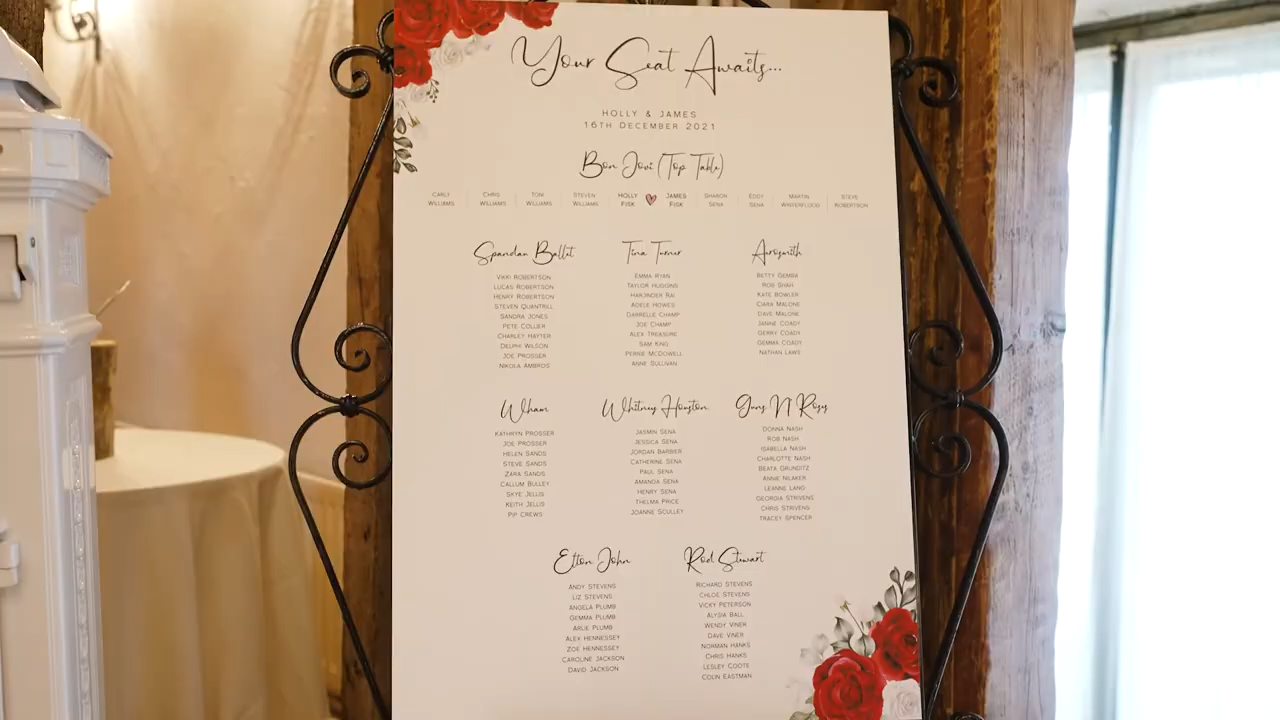 Your Seat Awaits...
HOLLY & JAMES
16TH DECEMBER 2021
Bon Jovi (Top Table)
CARLY WILLIAMS
CHRIS WILLIAMS
TONI WILLIAMS
STEVEN WILLIAMS
HOLLY FISK
JAMES FISK
SHARON SENA
EDDY SENA
MARTIN WINTERFLOOD
STEVE ROBERTSON
Spandau Ballet
VIKKI ROBERTSON
LUCAS ROBERTSON
HENRY ROBERTSON
STEVEN QUANTRILL
SANDRA JONES
PETE COLLIER
CHARLEY HAYTER
DELPHI WILSON
JOE PROSSER
NIKOLA AMBROIS
Tina Turner
EMMA RYAN
TAYLOR HUGGINS
HARJINDER RAI
ADELE HOWES
DARRELLE CHAMP
JOE CHAMP
ALEX TREASURE
SAM KING
PERRIE MCDOWELL
ANNE SULLIVAN
Aerosmith
BETTY GEMBA
ROB SHAH
KATE BOWLER
CIARA MALONE
DAVE MALONE
JANINE COADY
GERRY COADY
GEMMA COADY
NATHAN LAWS
Wham
KATHRYN PROSSER
JOE PROSSER
HELEN SANDS
STEVE SANDS
ZARA SANDS
CALLUM BULLEY
SKYE JELLIS
KEITH JELLIS
PIP CREWS
Whitney Houston
JASMIN SENA
JESSICA SENA
JORDAN BARBER
CATHERINE SENA
PAUL SENA
AMANDA SENA
HENRY SENA
THELMA PRICE
JOANNE SCULLEY
Guns N Roses
DONNA NASH
ROB NASH
ISABELLA NASH
CHARLOTTE NASH
BEATA GRUNDITZ
ANNIE NILAKER
LEANNE LANG
GEORGIA STRIVENS
CHRIS STRIVENS
TRACEY SPENCER
Elton John
ANDY STEVENS
LIZ STEVENS
ANGELA PLUMB
GEMMA PLUMB
ARLIE PLUMB
ALEX HENNESSEY
ZOE HENNESSEY
CAROLINE JACKSON
DAVID JACKSON
Rod Stewart
RICHARD STEVENS
CHLOE STEVENS
VICKY PETERSON
ALYSIA BALL
WENDY VINER
DAVE VINER
NORMAN HANKS
CHRIS HANKS
LESLEY COOTE
COLIN EASTMAN